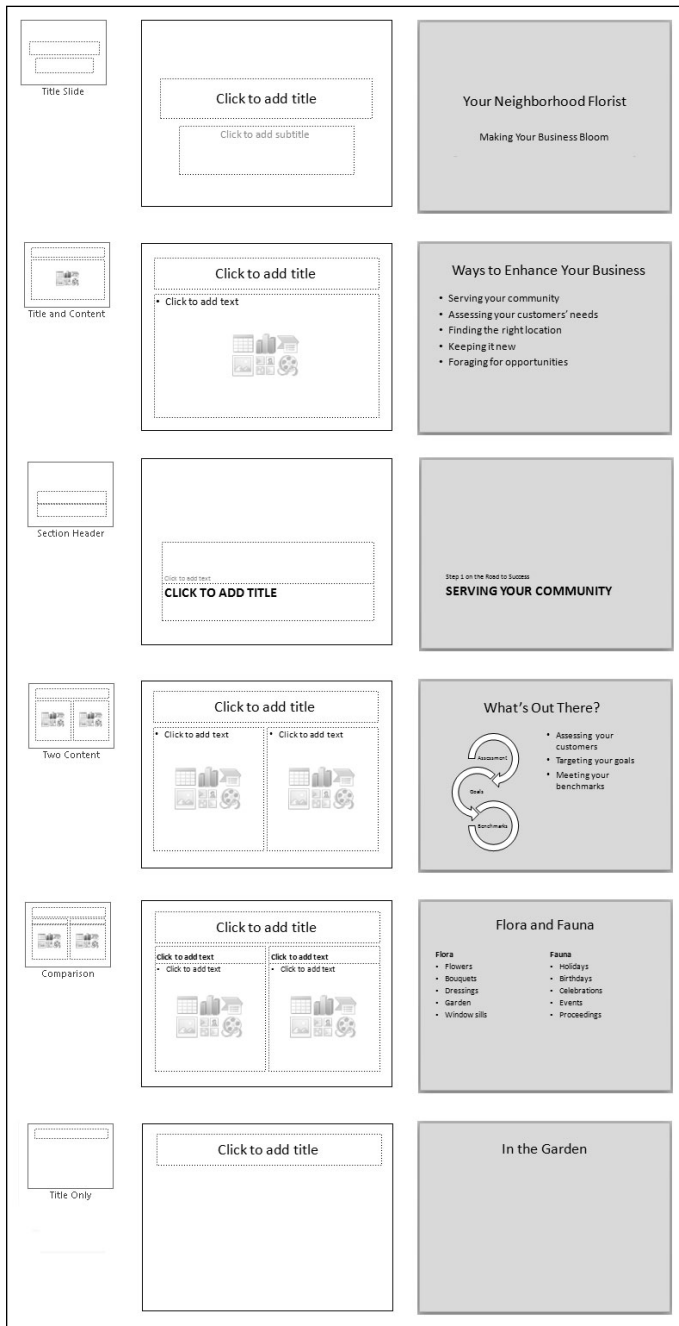 Title Slide
Click to add title
Click to add subtitle
Your Neighborhood Florist
Making Your Business Bloom
Title and Content
Click to add title
• Click to add text
Ways to Enhance Your Business
• Serving your community
• Assessing your customers' needs
• Finding the right location
• Keeping it new
• Foraging for opportunities
Section Header
Click to add text
CLICK TO ADD TITLE
Step 1 on the Road to Success
SERVING YOUR COMMUNITY
Two Content
Click to add title
• Click to add text
• Click to add text
What's Out There?
Assessment
Goals
Benchmarks
• Assessing your
customers
• Targeting your goals
• Meeting your
benchmarks
Comparison
Click to add title
Click to add text
• Click to add text
Click to add text
• Click to add text
Flora and Fauna
Flora
• Flowers
• Bouquets
• Dressings
• Garden
• Window sills
Fauna
• Holidays
• Birthdays
• Celebrations
• Events
• Proceedings
Title Only
Click to add title
In the Garden